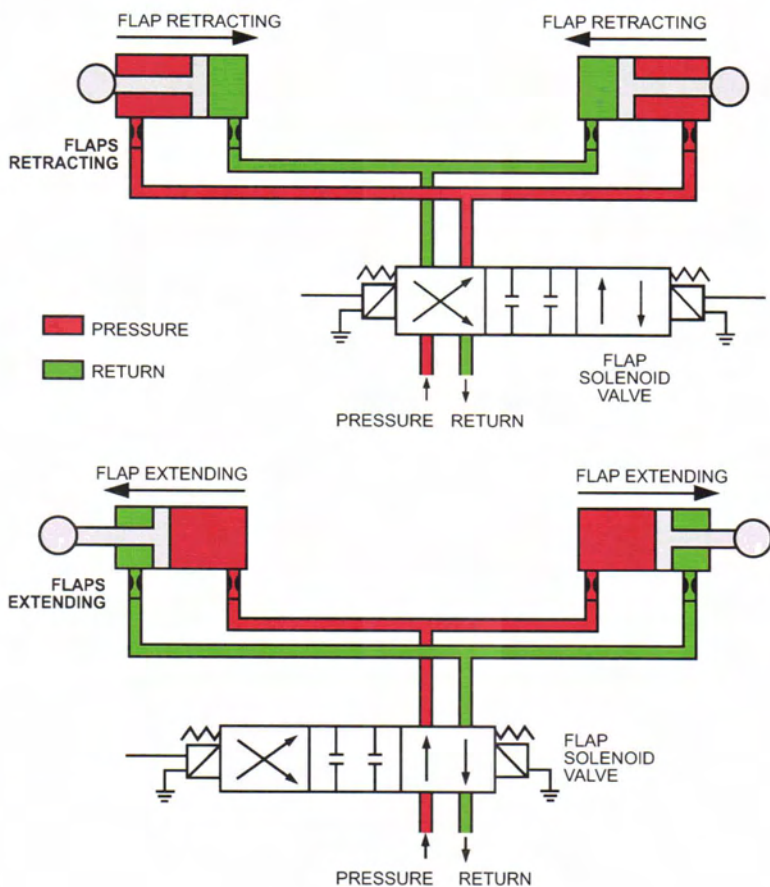 FLAP RETRACTING
FLAP RETRACTING
FLAPS
RETRACTING
PRESSURE
RETURN
FLAP
SOLENOID
VALVE
PRESSURE RETURN
FLAP EXTENDING
FLAP EXTENDING
FLAPS
EXTENDING
FLAP
SOLENOID
VALVE
PRESSURE RETURN